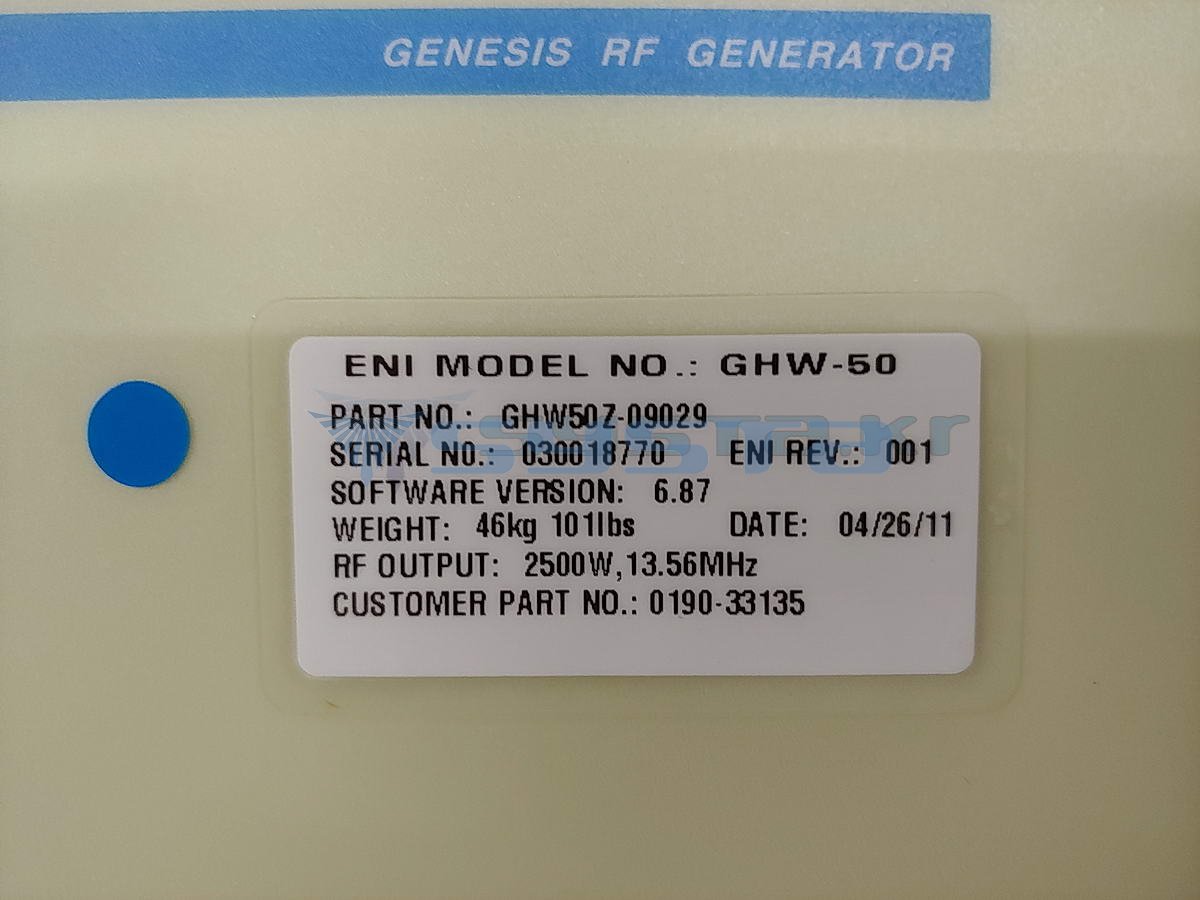 GENESIS RF GENERATOR
ENI MODEL NO.: GHW-50
PART NO.: GHW50Z-09029
SERIAL NO.: 030018770 ENI REV.: 001
SOFTWARE VERSION: 6.87
WEIGHT: 46kg 101lbs DATE: 04/26/11
RF OUTPUT: 2500W,13.56MHz
CUSTOMER PART NO.: 0190-33135